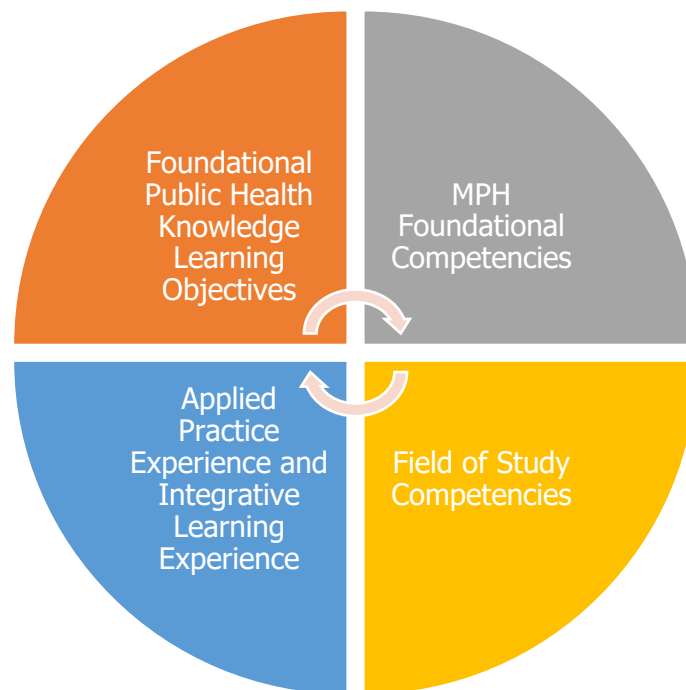 Foundational
Public Health
Knowledge
Learning
Objectives
MPH
Foundational
Competencies
Applied
Practice
Experience and
Integrative
Learning
Experience
Field of Study
Competencies